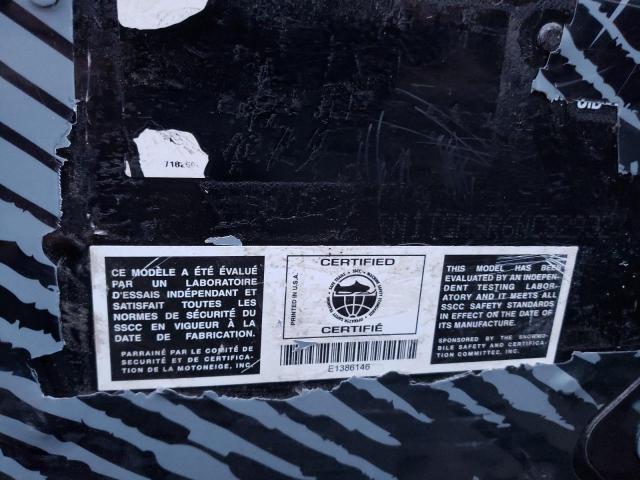 71825
CE MODÈLE A ÉTÉ ÉVALUÉ
PAR UN LABORATOIRE
D'ESSAIS INDÉPENDANT ET
SATISFAIT TOUTES LES
NORMES DE SÉCURITÉ DU
SSCC EN VIGUEUR À LA
DATE DE FABRICATION.
PARRAINÉ PAR LE COMITÉ DE
SECURITÉ ET DE CERTIFICA-
TION DE LA MOTONEIGE, INC.
PRINTED IN U.S.A.
CERTIFIED
CERTIFIÉ
E1386146
THIS MODEL HAS BEEN
EVALUATED BY AN INDEPEN-
DENT TESTING LABOR-
ATORY AND IT MEETS ALL
SSCC SAFETY STANDARDS
IN EFFECT ON THE DATE OF
ITS MANUFACTURE.
SPONSORED BY THE SNOWMO-
BILE SAFETY AND CERTIFICA-
TION COMMITTEE, INC.